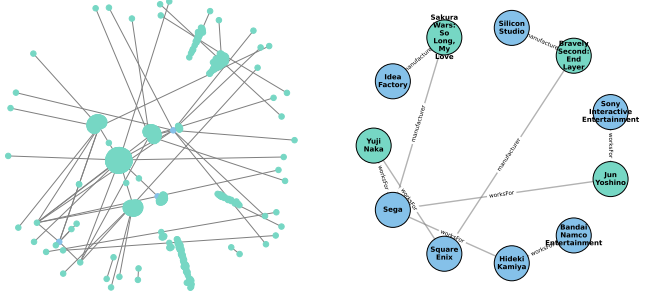 Sakura
Wars:
So
Long,
My
Love
Silicon
Studio
Bravely
Second:
End
Layer
Idea
Factory
Sony
Interactive
Entertainment
Yuji
Naka
Jun
Yoshino
Sega
Square
Enix
Hideki
Kamiya
Bandai
Namco
Entertainment
manufacturer
manufacturer
manufacturer
manufacturer
worksFor
worksFor
worksFor
worksFor
worksFor
worksFor